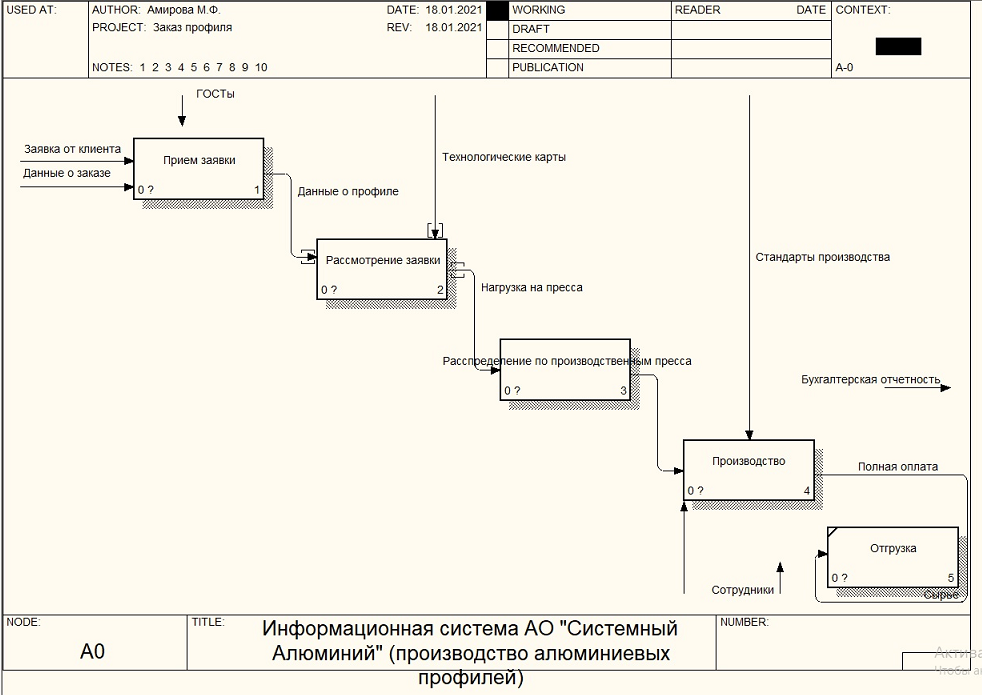 USED AT:
AUTHOR: Амирова М.Ф.
DATE: 18.01.2021
PROJECT: Заказ профиля
REV: 18.01.2021
NOTES: 1 2 3 4 5 6 7 8 9 10
WORKING
DRAFT
RECOMMENDED
PUBLICATION
READER DATE
CONTEXT:
A-0
ГОСТы
Заявка от клиента
Данные о заказе
Прием заявки
0 ? 1
Данные о профиле
Технологические карты
Рассмотрение заявки
0 ? 2
Нагрузка на пресса
Стандарты производства
Расспределение по производственным пресса
0 ? 3
Бухгалтерская отчетность
Производство
0 ? 4
Полная оплата
Отгрузка
0 ? 5
Сотрудники
Сырье
NODE:
A0
TITLE:
Информационная система АО "Системный
Алюминий" (производство алюминиевых
профилей)
NUMBER: